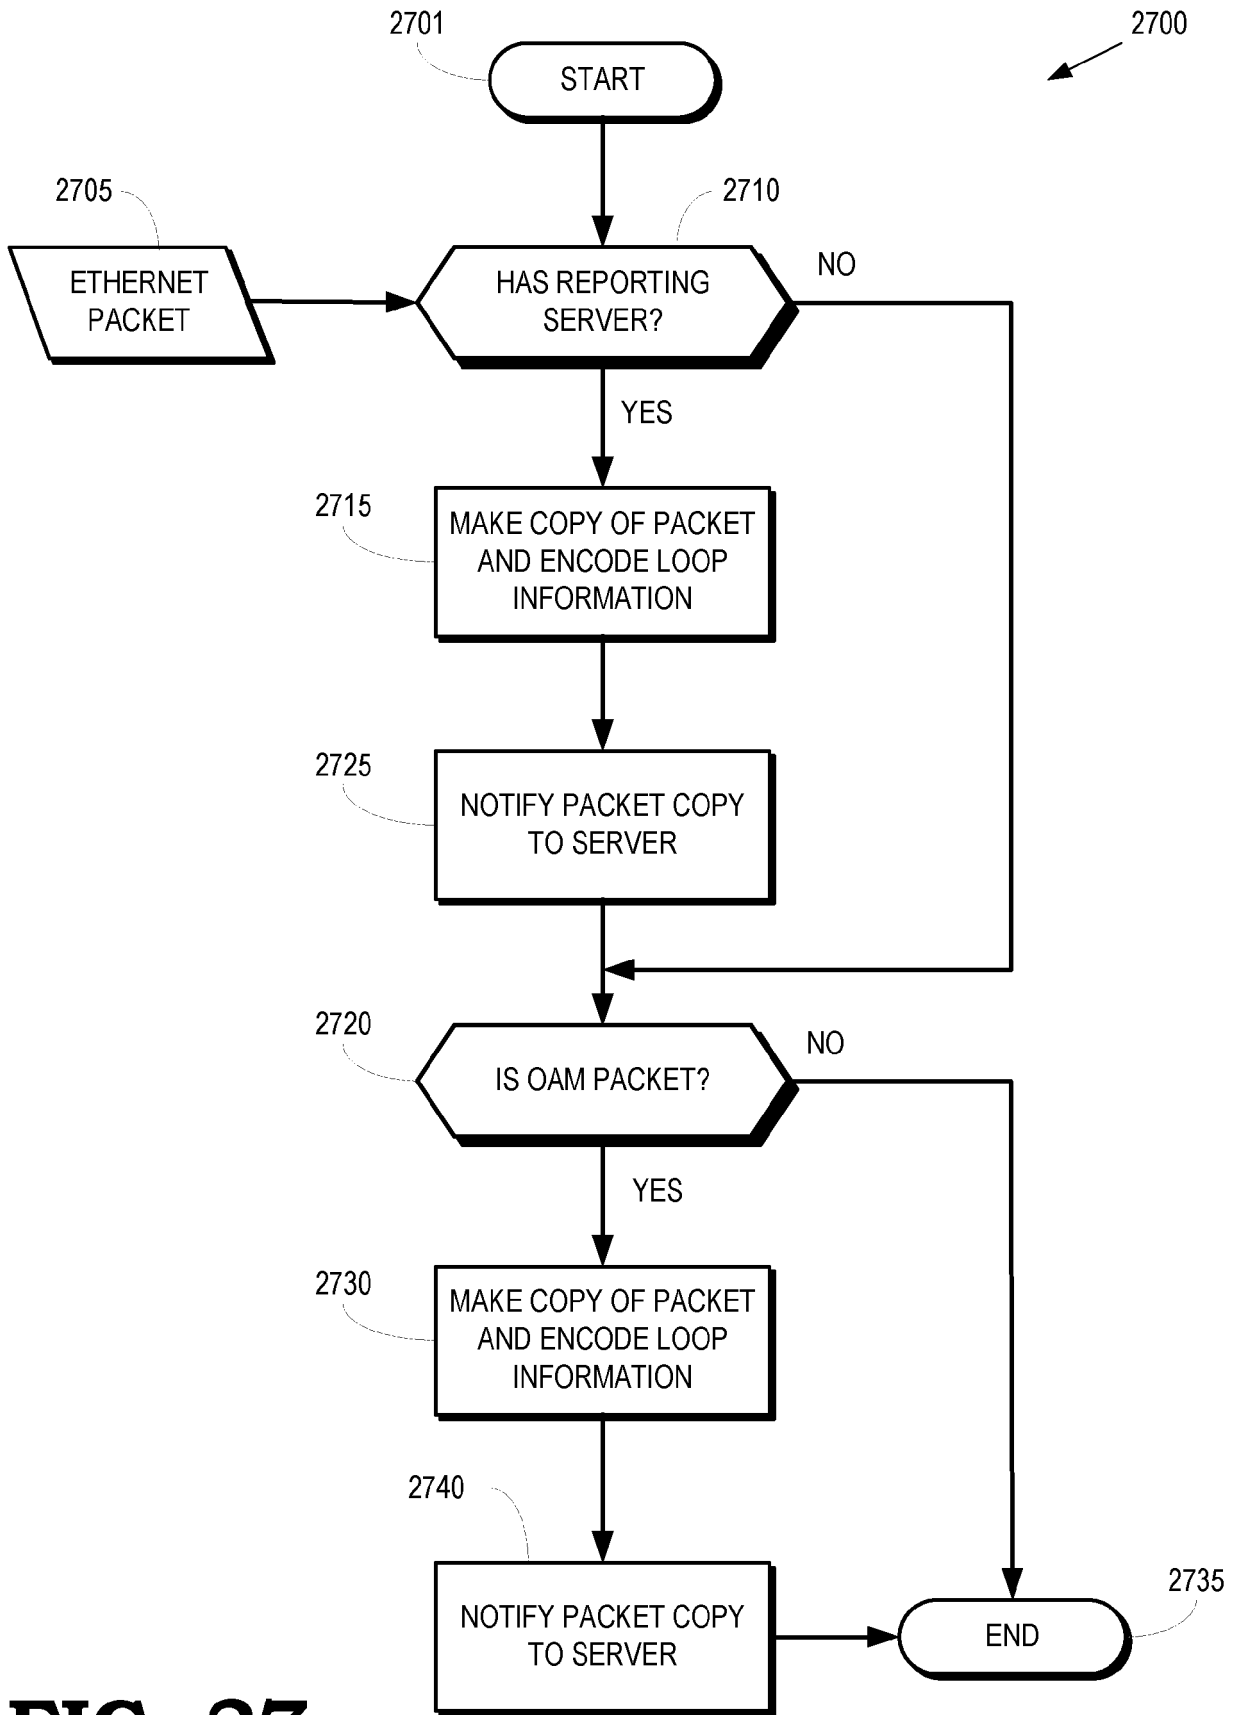 2701
2700
START
2705
2710
ETHERNET
PACKET
HAS REPORTING
SERVER?
NO
YES
2715
MAKE COPY OF PACKET
AND ENCODE LOOP
INFORMATION
2725
NOTIFY PACKET COPY
TO SERVER
2720
IS OAM PACKET?
NO
YES
2730
MAKE COPY OF PACKET
AND ENCODE LOOP
INFORMATION
2740
NOTIFY PACKET COPY
TO SERVER
2735
END